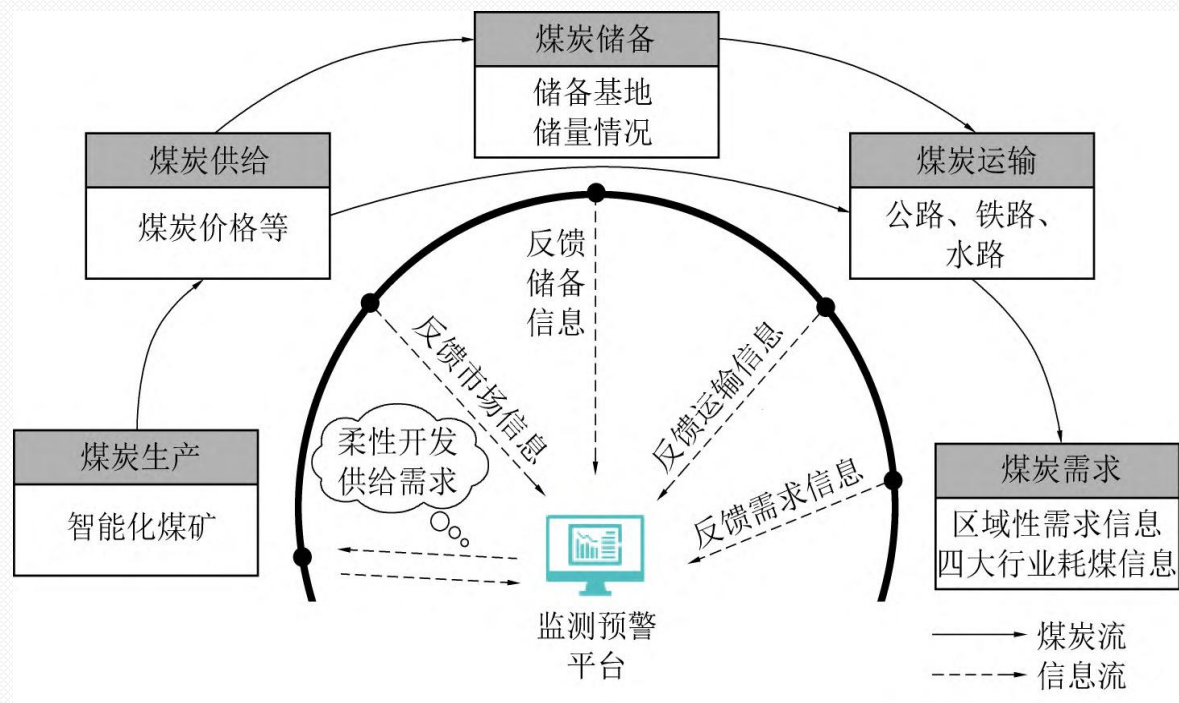 煤炭储备
储备基地
储量情况
煤炭供给
煤炭价格等
煤炭运输
公路、铁路、
水路
反馈
储备
信息
反馈市场信息
反馈运输信息
柔性开发
供给需求
反馈需求信息
煤炭生产
智能化煤矿
煤炭需求
区域性需求信息
四大行业耗煤信息
监测预警
平台
煤炭流
信息流